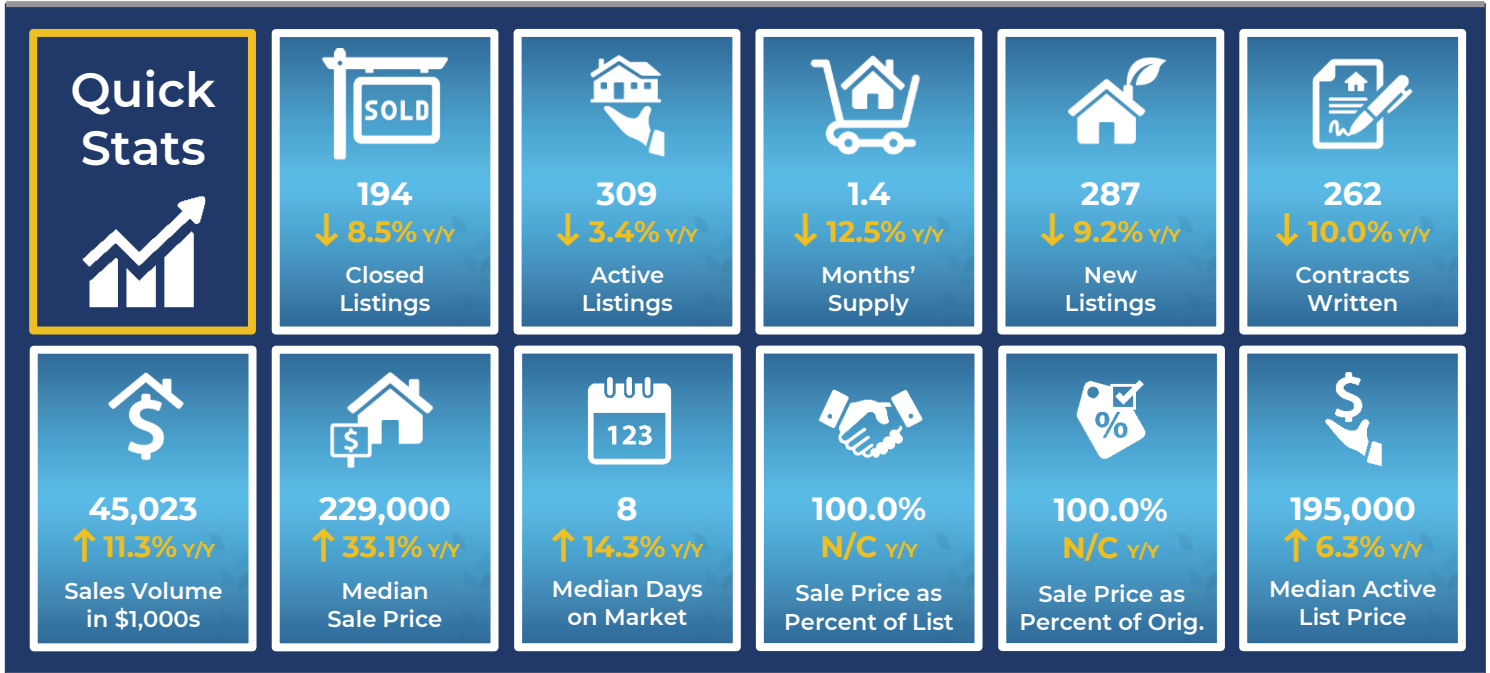 Quick
Stats
SOLD
194
↓ 8.5% Y/Y
Closed
Listings
309
↓ 3.4% Y/Y
Active
Listings
1.4
↓ 12.5% Y/Y
Months’
Supply
287
↓ 9.2% Y/Y
New
Listings
262
↓ 10.0% Y/Y
Contracts
Written
$
45,023
↑ 11.3% Y/Y
Sales Volume
in $1,000s
$
229,000
↑ 33.1% Y/Y
Median
Sale Price
123
8
↑ 14.3% Y/Y
Median Days
on Market
100.0%
N/C Y/Y
Sale Price as
Percent of List
%
100.0%
N/C Y/Y
Sale Price as
Percent of Orig.
$
195,000
↑ 6.3% Y/Y
Median Active
List Price